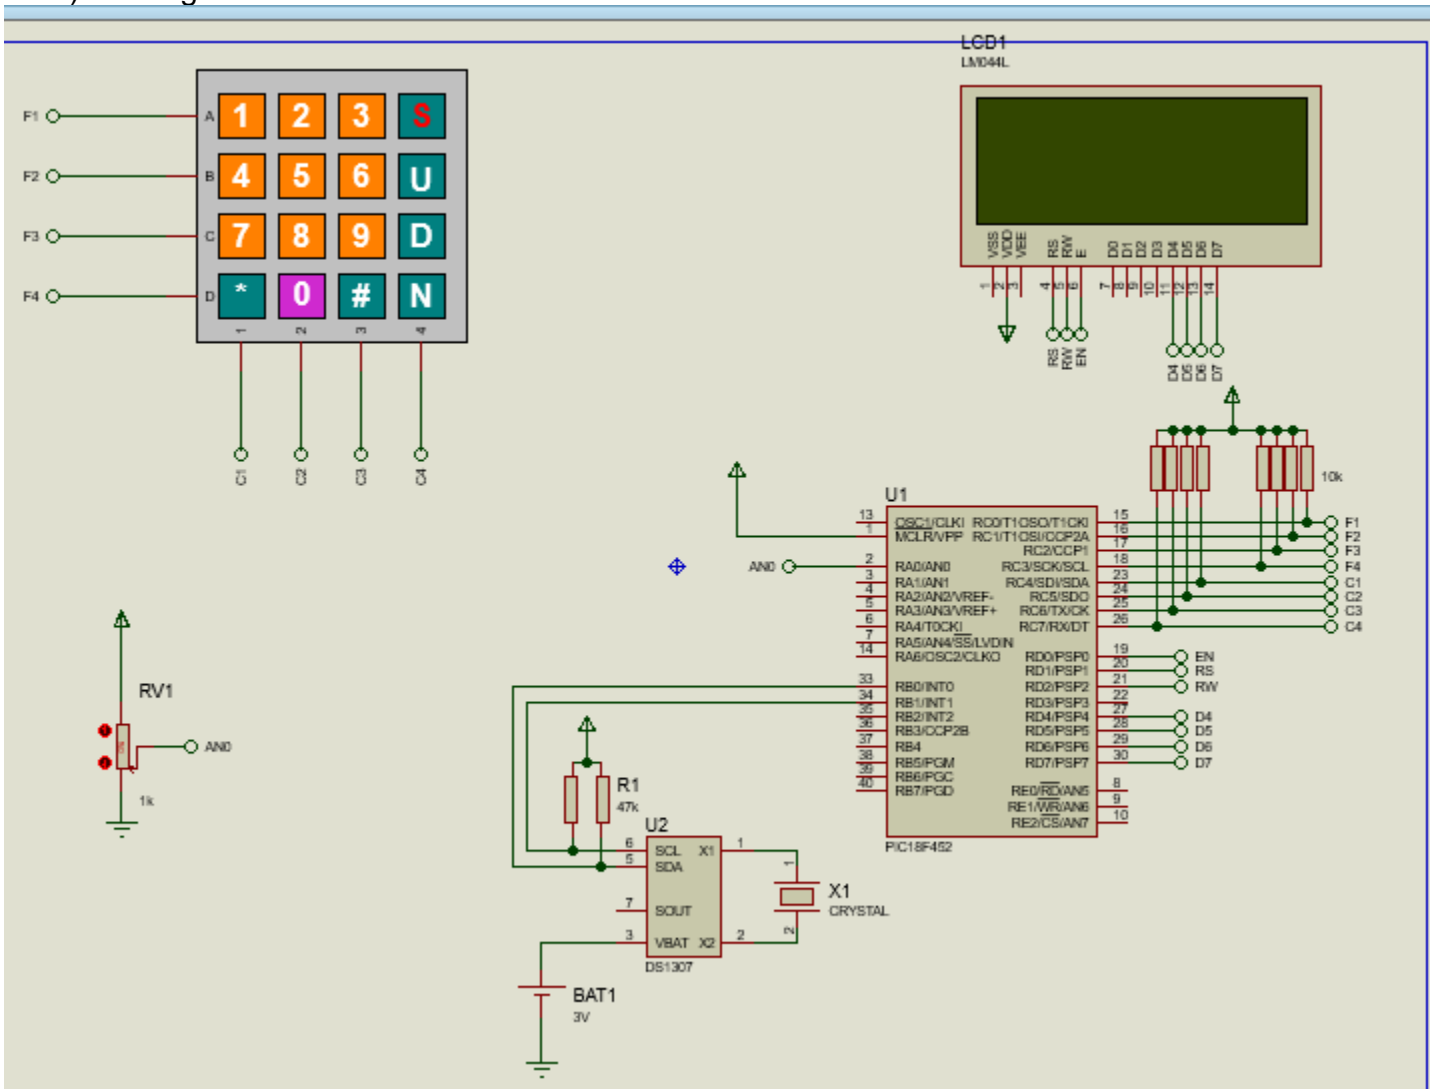 LCD1
LM044L
F1
A
1
2
3
S
F2
B
4
5
6
U
F3
C
7
8
9
D
F4
D
*
0
#
N
1
2
3
4
C1
C2
C3
C4
VSS
VDD
VEE
RS
RW
E
D0
D1
D2
D3
D4
D5
D6
D7
1
2
3
4
5
6
7
8
9
10
11
12
13
14
RS
RW
EN
D4
D5
D6
D7
10k
U1
13
OSC1/CLKI
RC0/T1OSO/T1CKI
15
F1
1
MCLR/VPP
RC1/T1OSI/CCP2A
16
F2
RC2/CCP1
17
F3
AN0
2
RA0/AN0
RC3/SCK/SCL
18
F4
3
RA1/AN1
RC4/SDI/SDA
23
C1
4
RA2/AN2/VREF-
RC5/SDO
24
C2
5
RA3/AN3/VREF+
RC6/TX/CK
25
C3
6
RA4/T0CKI
RC7/RX/DT
26
C4
7
RA5/AN4/SS/LVDIN
14
RA6/OSC2/CLKO
RD0/PSP0
19
EN
RD1/PSP1
20
RS
33
RB0/INT0
RD2/PSP2
21
RW
34
RB1/INT1
RD3/PSP3
22
35
RB2/INT2
RD4/PSP4
27
D4
36
RB3/CCP2B
RD5/PSP5
28
D5
37
RB4
RD6/PSP6
29
D6
38
RB5/PGM
RD7/PSP7
30
D7
39
RB6/PGC
40
RB7/PGD
RE0/RD/AN5
8
RE1/WR/AN6
9
RE2/CS/AN7
10
PIC18F452
RV1
AN0
1k
R1
47k
U2
6
SCL
X1
1
5
SDA
7
SOUT
3
VBAT
X2
2
DS1307
1
X1
CRYSTAL
2
BAT1
3V